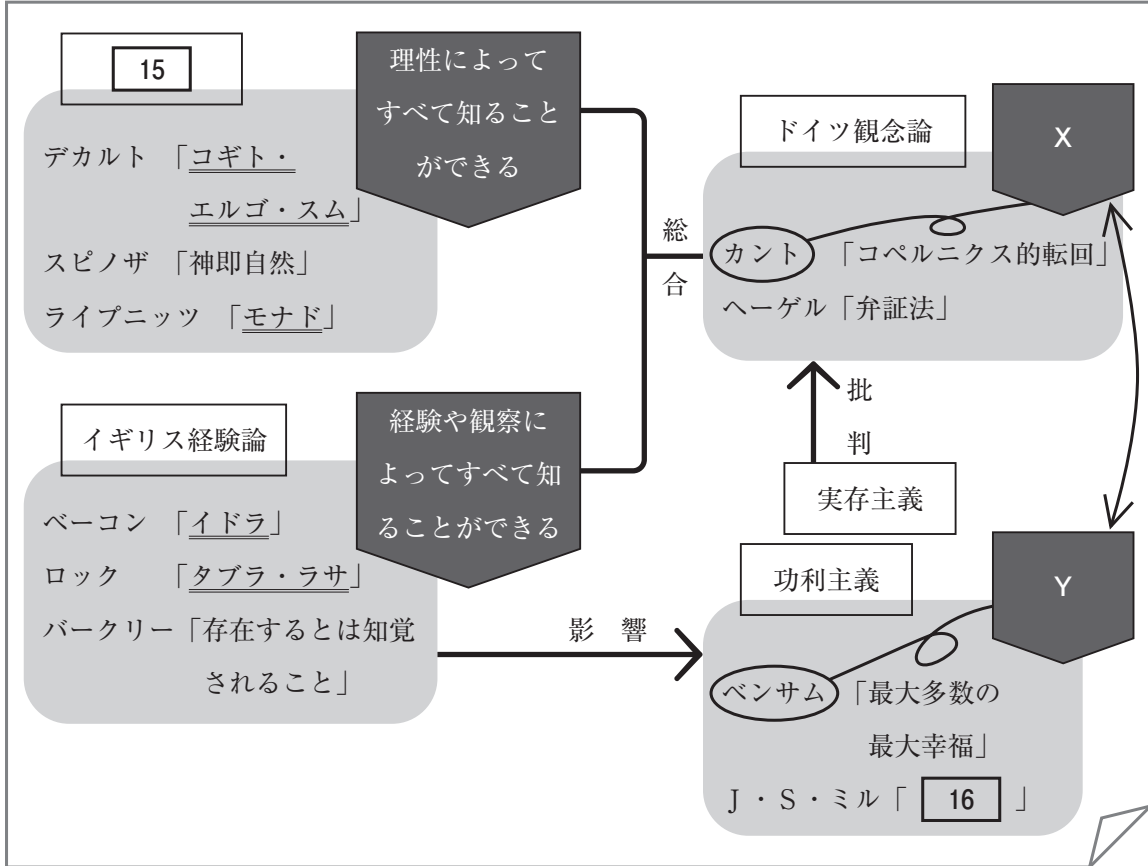 15
理性によって
すべて知ること
ができる
デカルト 「コギト・
エルゴ・スム」
スピノザ 「神即自然」
ライプニッツ 「モナド」
イギリス経験論
経験や観察に
よってすべて知
ることができる
ベーコン 「イドラ」
ロック 「タブラ・ラサ」
バークリー「存在するとは知覚
されること」
総合
影響
ドイツ観念論
X
カント 「コペルニクス的転回」
ヘーゲル「弁証法」
批判
実存主義
功利主義
Y
ベンサム 「最大多数の
最大幸福」
J・S・ミル「 16 」